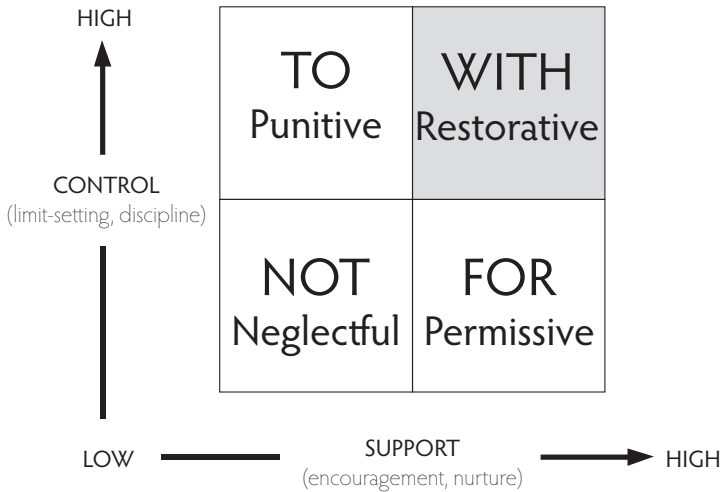 HIGH
TO
Punitive
WITH
Restorative
CONTROL
(limit-setting, discipline)
NOT
Neglectful
FOR
Permissive
LOW
SUPPORT
(encouragement, nurture)
HIGH